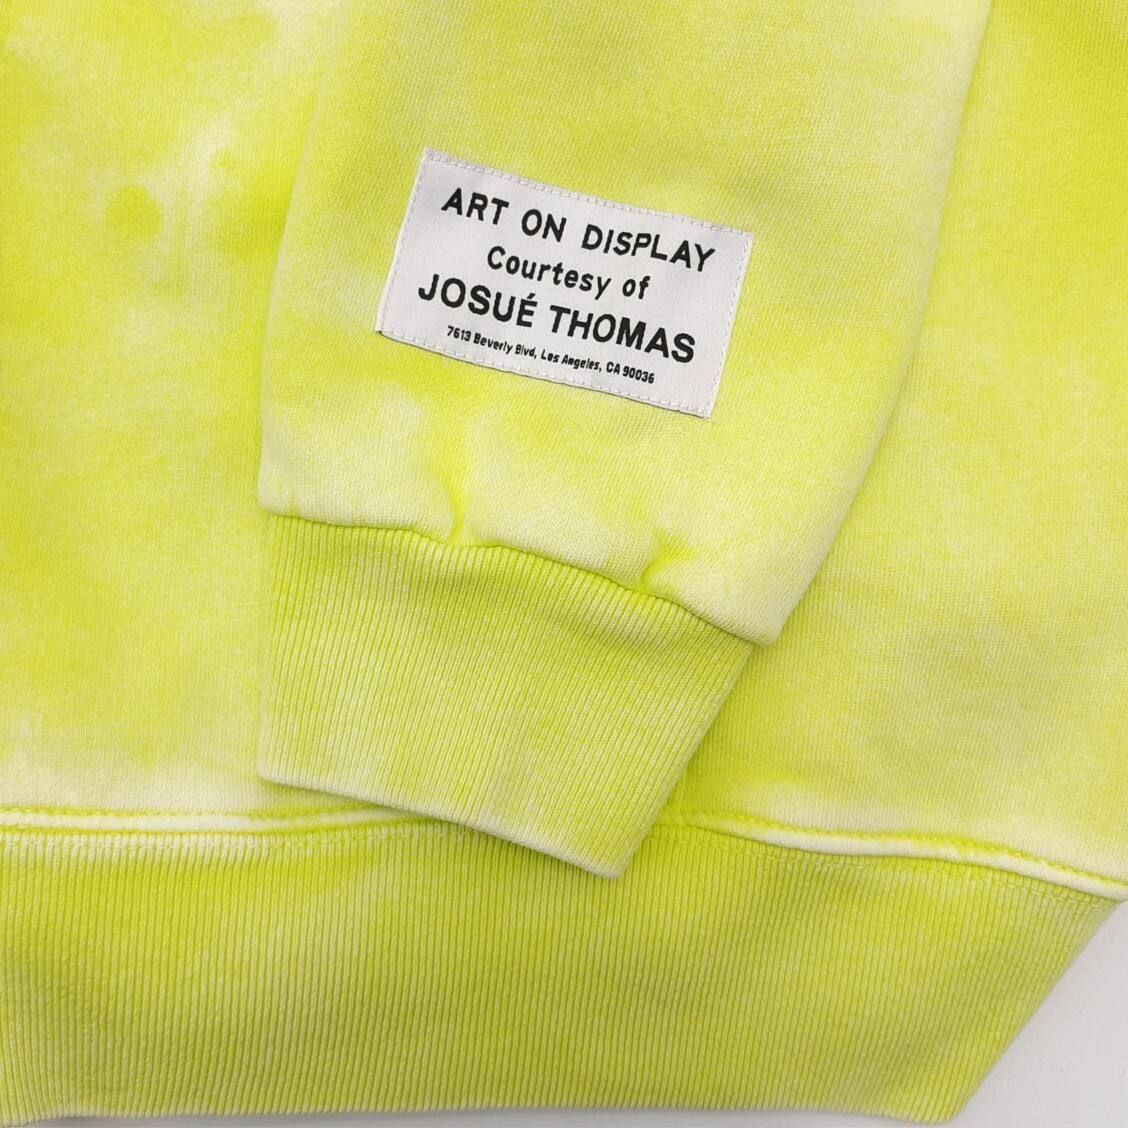 ART ON DISPLAY
Courtesy of
JOSUÉ THOMAS
7613 Beverly Blvd, Los Angeles, CA 90036